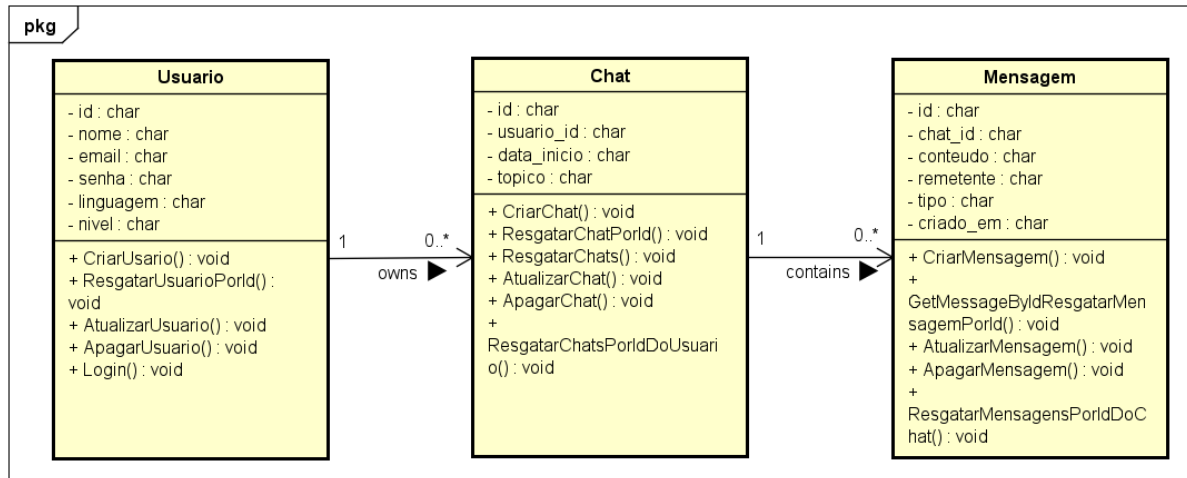 pkg
Usuario
- id : char
- nome : char
- email : char
- senha : char
- linguagem : char
- nivel : char
+ CriarUsario() : void
+ ResgatarUsuarioPorId() :
void
+ AtualizarUsuario() : void
+ ApagarUsuario() : void
+ Login() : void
1
0..*
owns
Chat
- id : char
- usuario_id : char
- data_inicio : char
- topico : char
+ CriarChat() : void
+ ResgatarChatPorId() : void
+ ResgatarChats() : void
+ AtualizarChat() : void
+ ApagarChat() : void
+
ResgatarChatsPorIdDoUsuari
o() : void
1
0..*
contains
Mensagem
- id : char
- chat_id : char
- conteudo : char
- remetente : char
- tipo : char
- criado_em : char
+ CriarMensagem() : void
+
GetMessageByIdResgatarMen
sagemPorId() : void
+ AtualizarMensagem() : void
+ ApagarMensagem() : void
+
ResgatarMensagensPorIdDoC
hat() : void